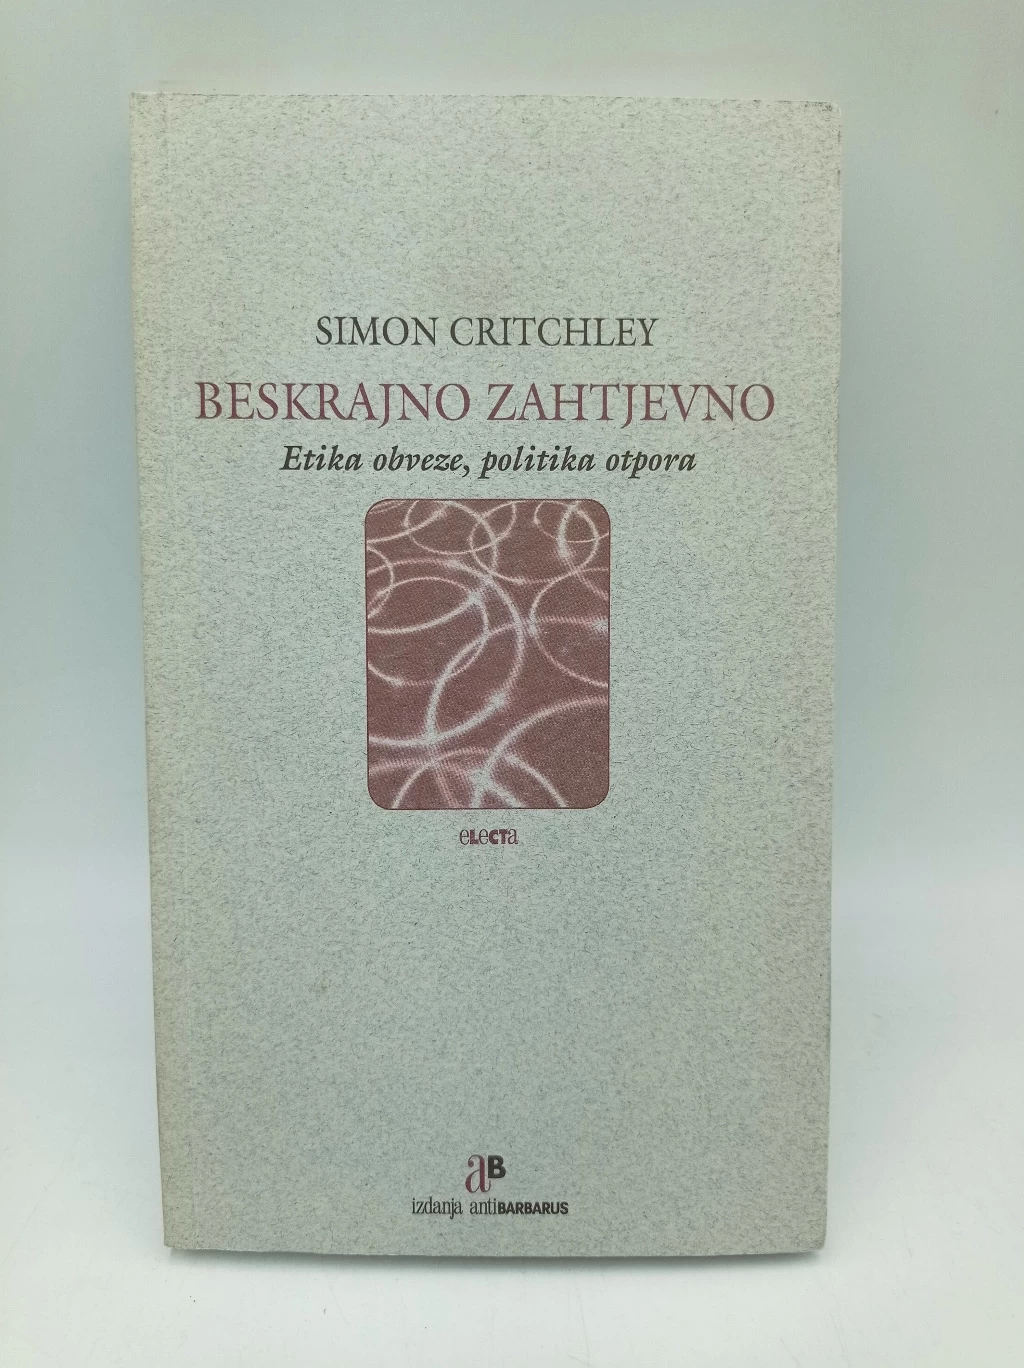 SIMON CRITCHLEY
BESKRAJNO ZAHTJEVNO
Etika obveze, politika otpora
eLeCTa
aB
izdanja antiBARBARUS